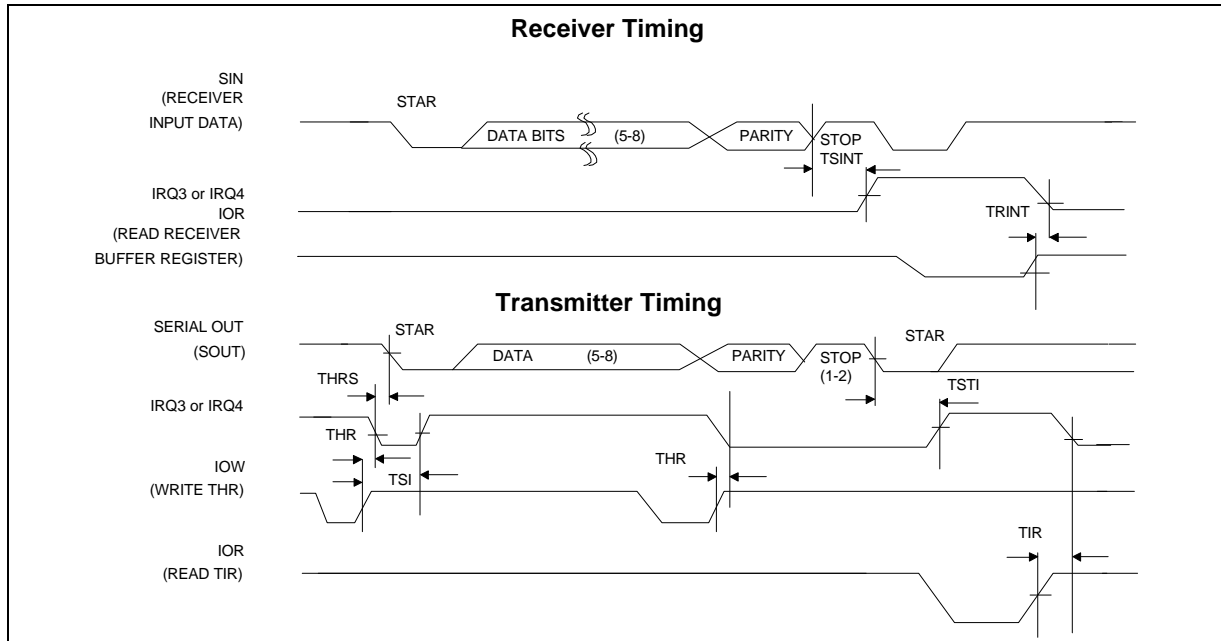 Receiver Timing
SIN
(RECEIVER
STAR
INPUT DATA)
DATA BITS (5-8)
PARITY
STOP
TSINT
IRQ3 or IRQ4
IOR
(READ RECEIVER
TRINT
BUFFER REGISTER)
Transmitter Timing
SERIAL OUT
(SOUT)
STAR
STAR
DATA (5-8)
PARITY
STOP
(1-2)
THRS
TSTI
IRQ3 or IRQ4
THR
THR
IOW
(WRITE THR)
TSI
TIR
IOR
(READ TIR)